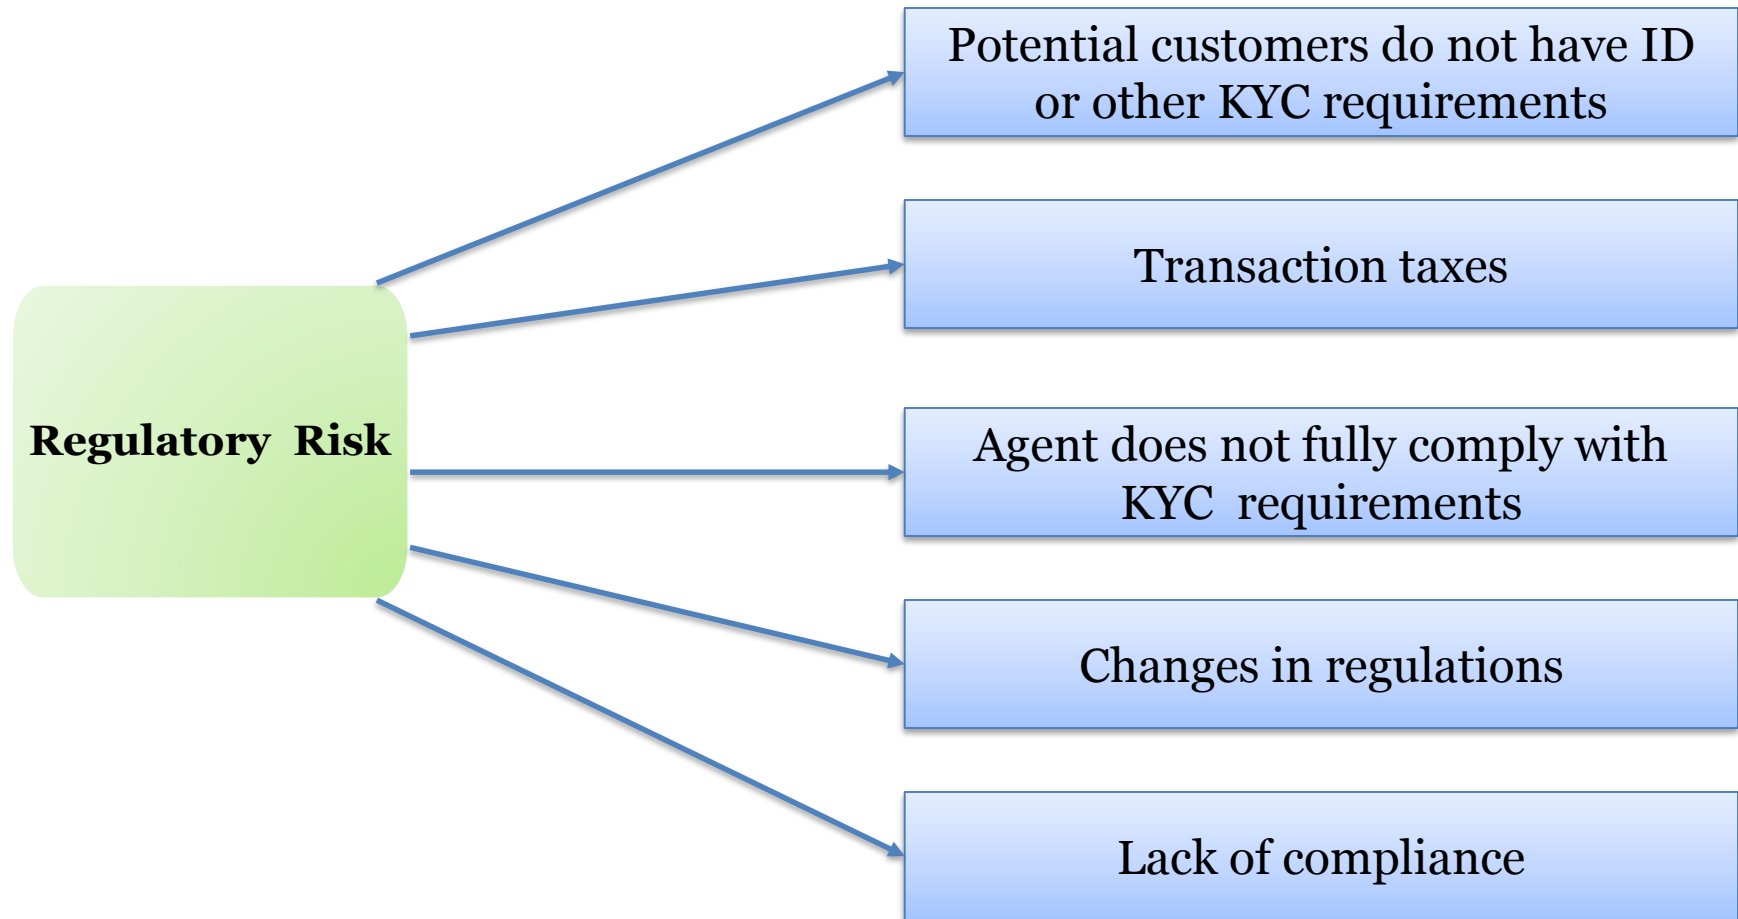 Potential customers do not have ID
or other KYC requirements
Transaction taxes
Regulatory  Risk
Agent does not fully comply with
KYC  requirements
Changes in regulations
Lack of compliance